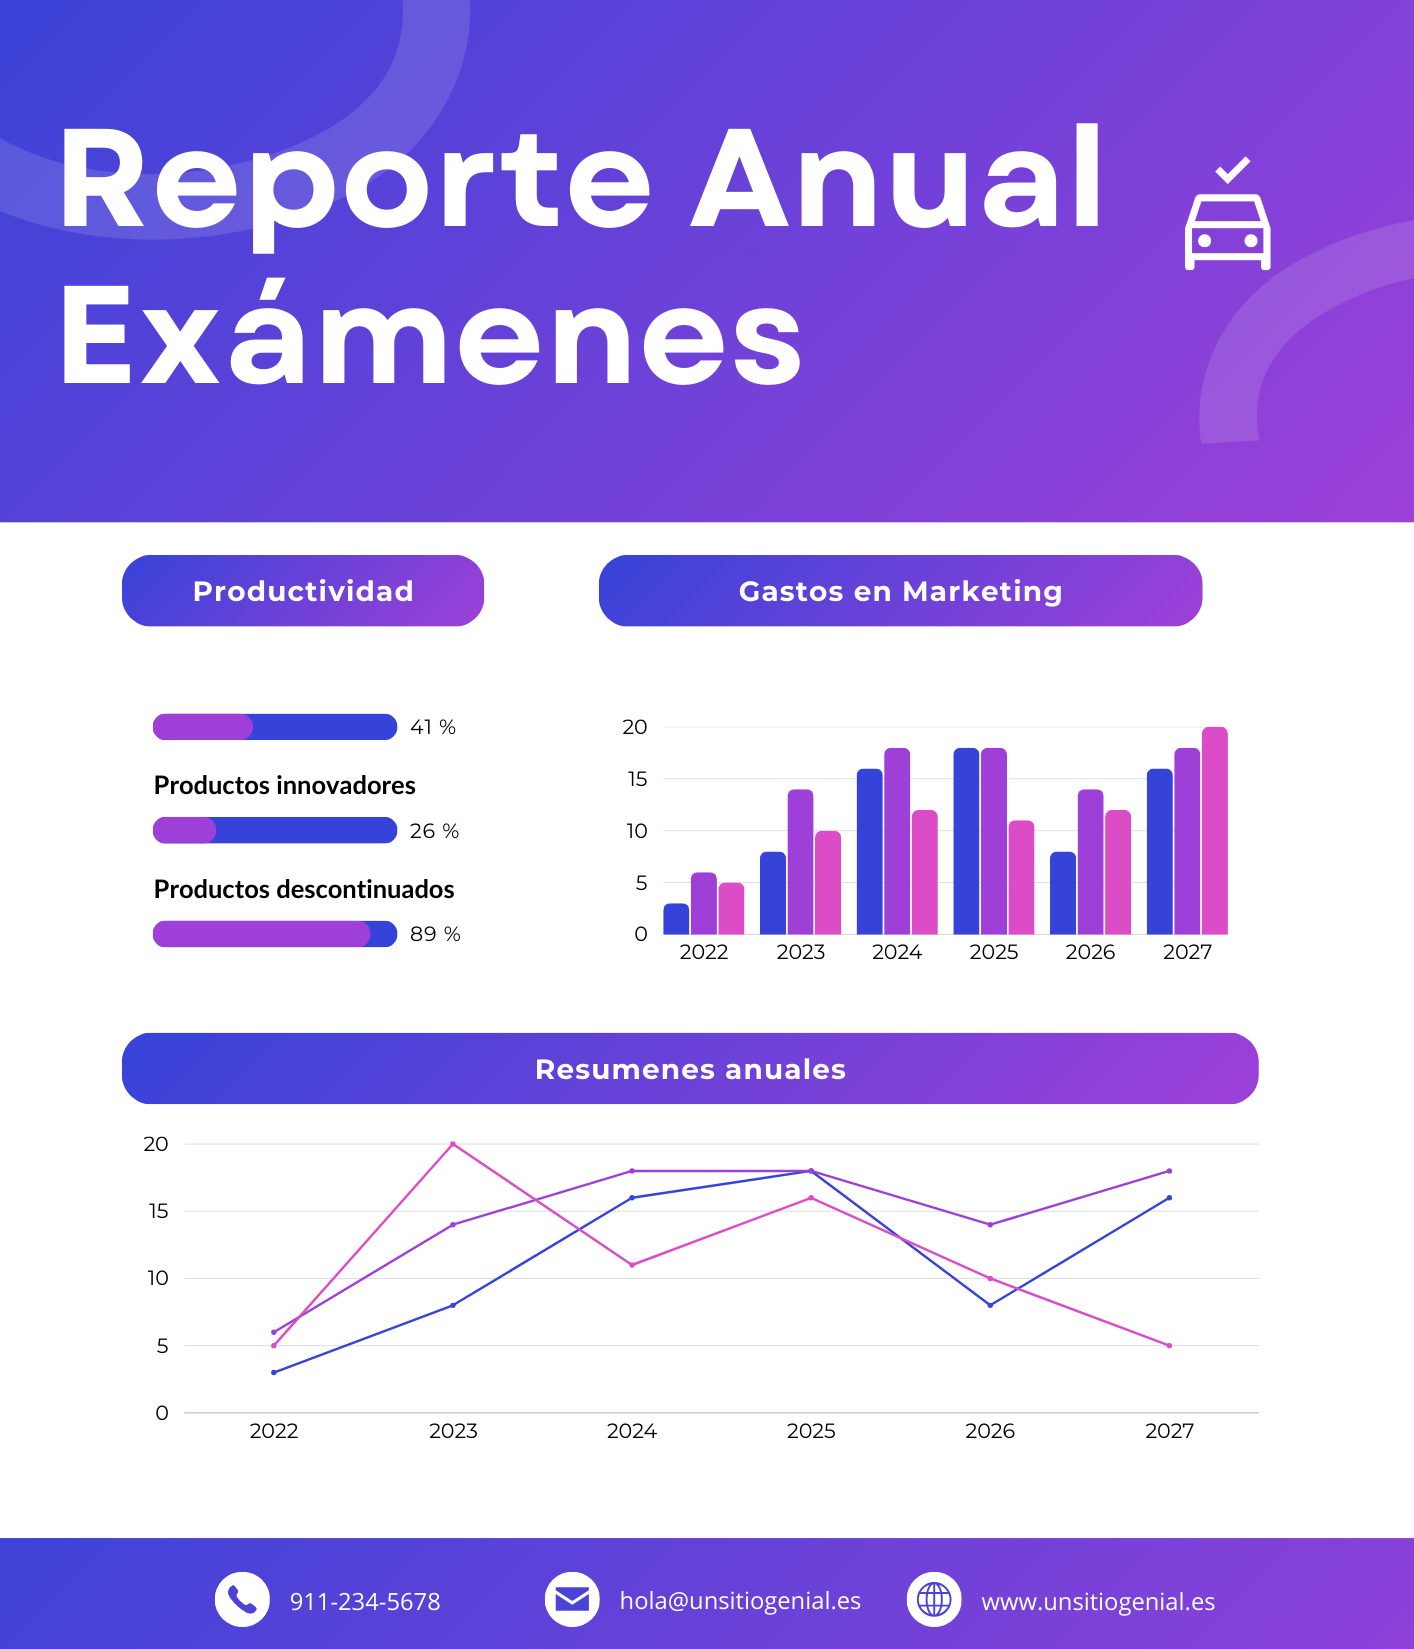 Reporte Anual
Exámenes
Productividad
Gastos en Marketing
41 %
Productos innovadores
26 %
Productos descontinuados
89 %
20
15
10
5
0
2022 2023 2024 2025 2026 2027
Resumenes anuales
20
15
10
5
0
2022 2023 2024 2025 2026 2027
911-234-5678
hola@unsitiogenial.es
www.unsitiogenial.es